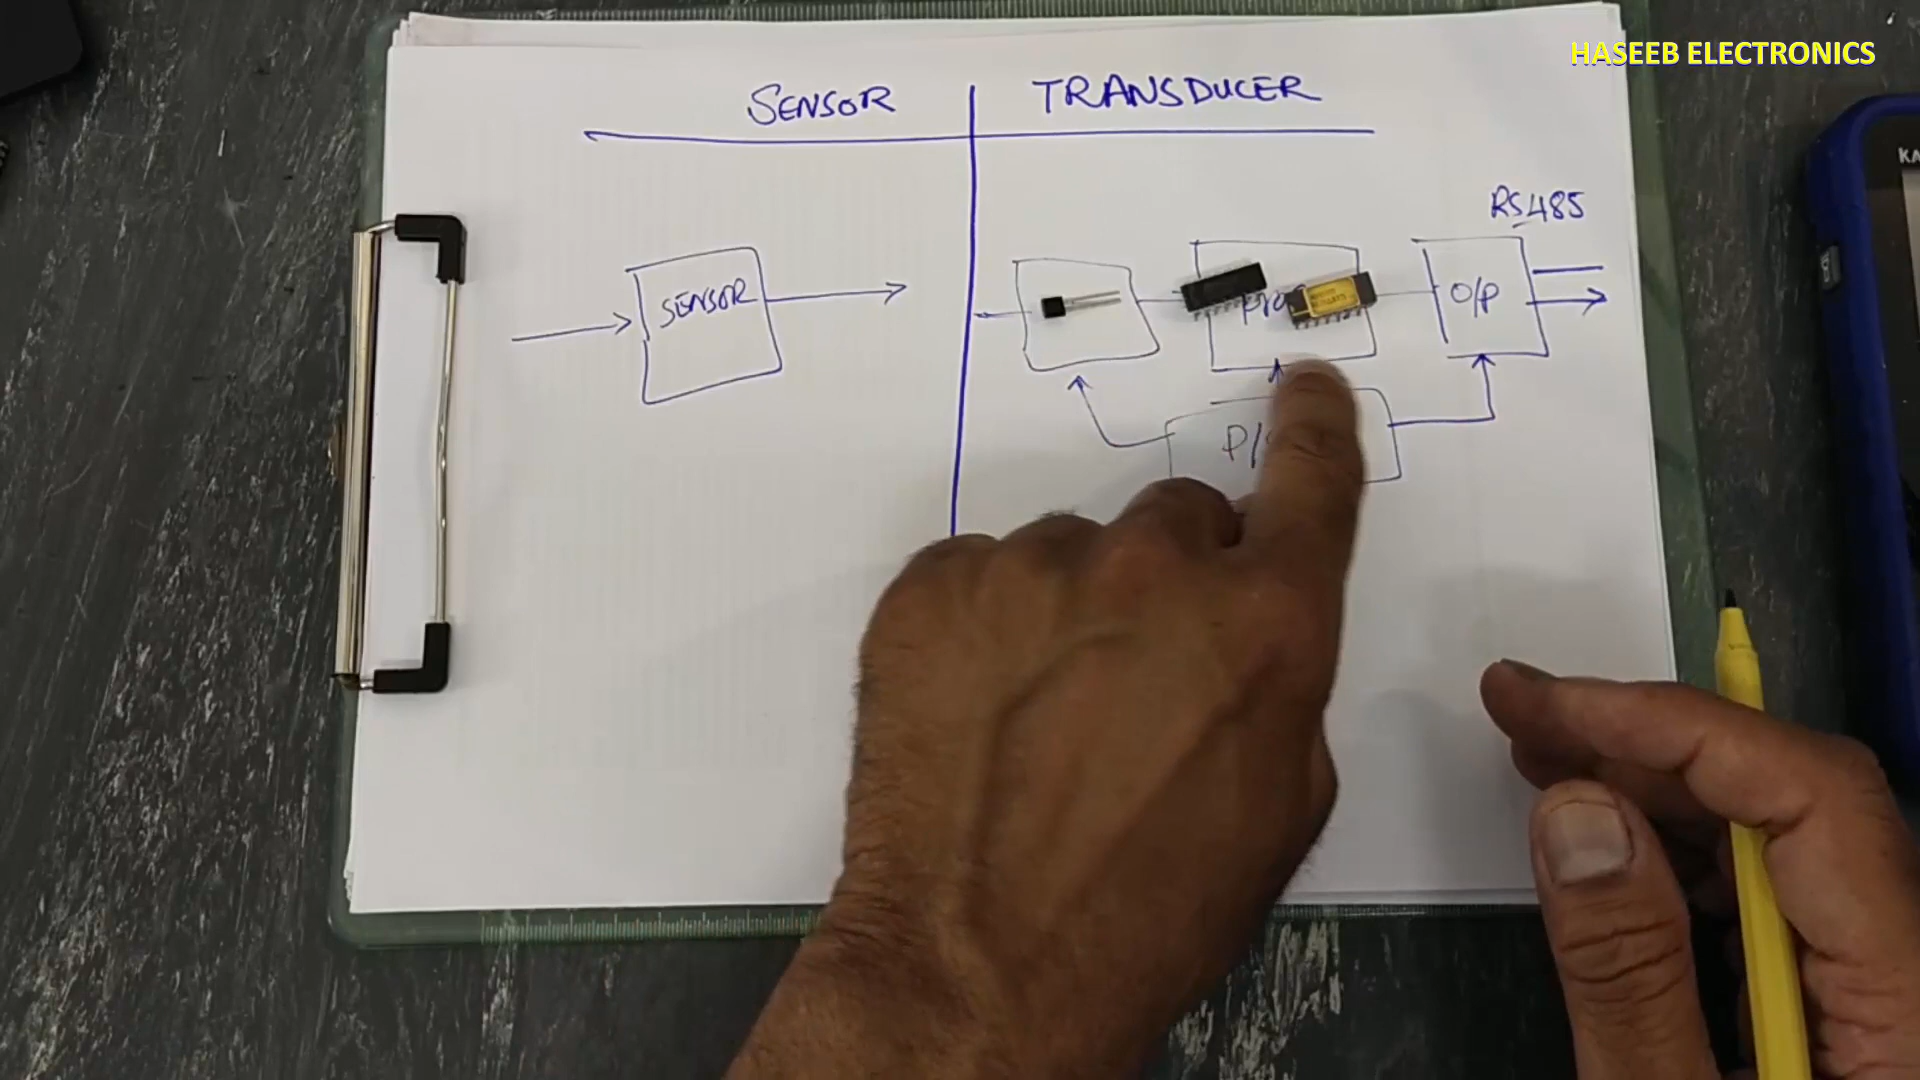 HASEEB ELECTRONICS
SENSOR
TRANSDUCER
RS485
SENSOR
O/P